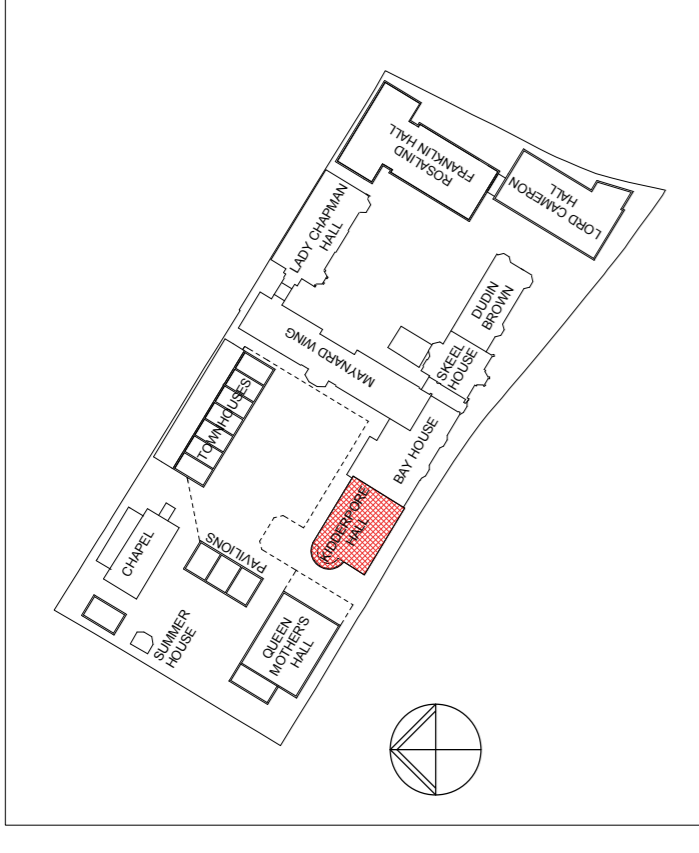 ROSALIND
FRANKLIN HALL
LORD CAMERON
HALL
LADY CHAPMAN
HALL
DUDIN
BROWN
MAYNARD WING
SKEEL
HOUSE
TOWNHOUSES
BAY HOUSE
KIDDERPORE
HALL
CHAPEL
PAVILIONS
SUMMER
HOUSE
QUEEN
MOTHER'S
HALL